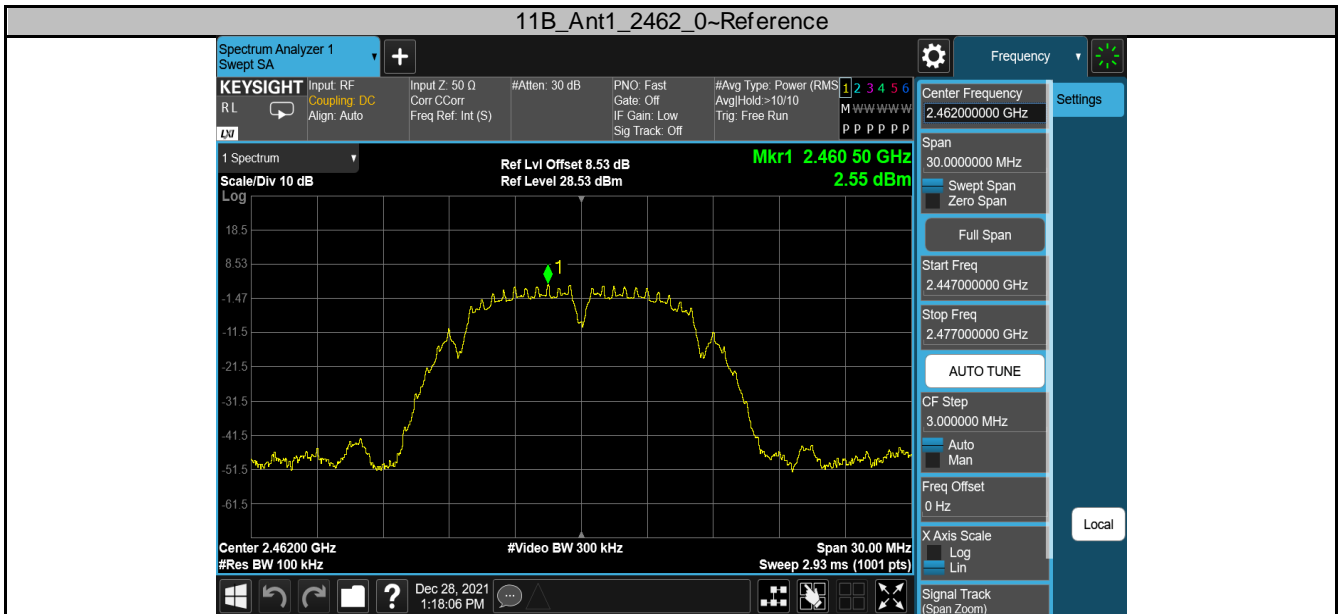 11B_Ant1_2462_0~Reference
Spectrum Analyzer 1
Swept SA
+
Frequency
KEYSIGHT
R L
LXI
Input: RF
Coupling: DC
Align: Auto
Input Z: 50 Ω
Corr CCorr
Freq Ref: Int (S)
#Atten: 30 dB
PNO: Fast
Gate: Off
IF Gain: Low
Sig Track: Off
#Avg Type: Power (RMS
Avg|Hold:>10/10
Trig: Free Run
1 2 3 4 5 6
M W W W W W
P P P P P P
Center Frequency
2.462000000 GHz
Settings
Span
30.0000000 MHz
Swept Span
Zero Span
Full Span
Start Freq
2.447000000 GHz
Stop Freq
2.477000000 GHz
AUTO TUNE
CF Step
3.000000 MHz
Auto
Man
Freq Offset
0 Hz
X Axis Scale
Log
Lin
Local
Signal Track
(Span Zoom)
1 Spectrum
Scale/Div 10 dB
Log
Ref Lvl Offset 8.53 dB
Ref Level 28.53 dBm
Mkr1 2.460 50 GHz
2.55 dBm
18.5
8.53
-1.47
-11.5
-21.5
-31.5
-41.5
-51.5
-61.5
1
Center 2.46200 GHz
#Res BW 100 kHz
#Video BW 300 kHz
Span 30.00 MHz
Sweep 2.93 ms (1001 pts)
?
Dec 28, 2021
1:18:06 PM